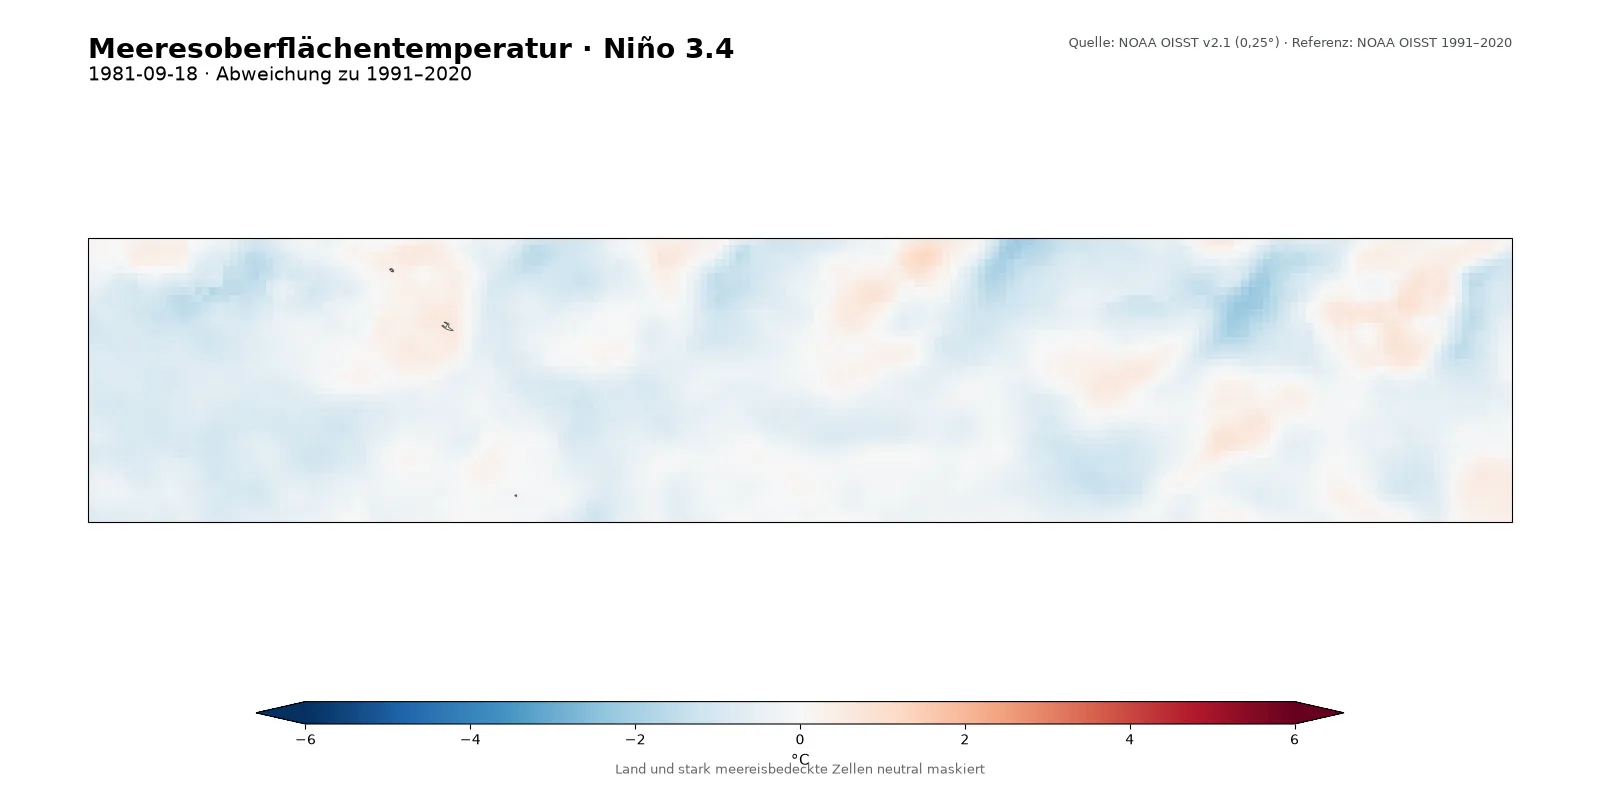 Meeresoberflächentemperatur · Niño 3.4
1981-09-18 · Abweichung zu 1991–2020
Quelle: NOAA OISST v2.1 (0,25°) · Referenz: NOAA OISST 1991–2020
−6 −4 −2 0 2 4 6
°C
Land und stark meereisbedeckte Zellen neutral maskiert